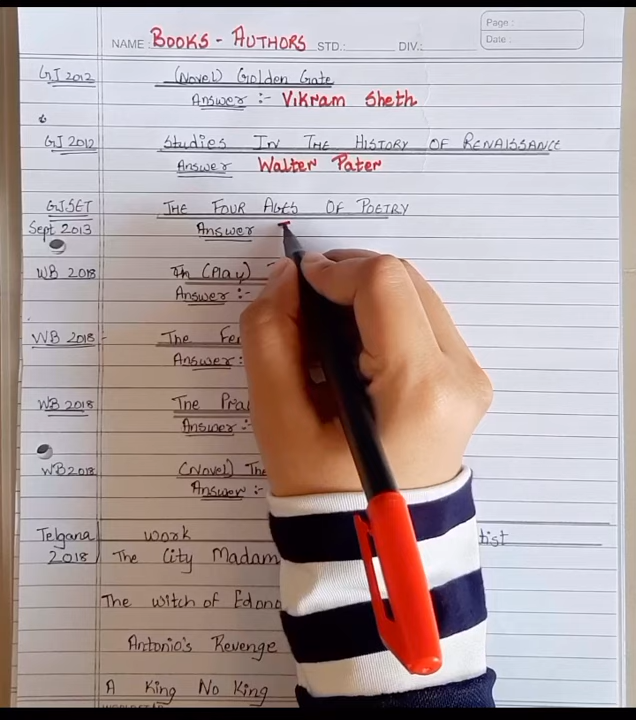 Page :
NAME : BOOKS - AUTHORS STD.: DIV.:
Date :
GJ 2012 (Novel) Golden Gate
Answer :- Vikram Sheth
GJ 2012 Studies In The History of Renaissance
Answer Walter Pater
GJSET The Four Ages of Poetry
Sept 2013 Answer
WB 2018 (Play)
Answer :-
WB 2018 - The
Answer :
WB 2018 The
Answer :-
WB 2018 (Novel)
Answer :-
Telgana work
2018 The City Madam
The witch of
Antonio's Revenge
A King No King